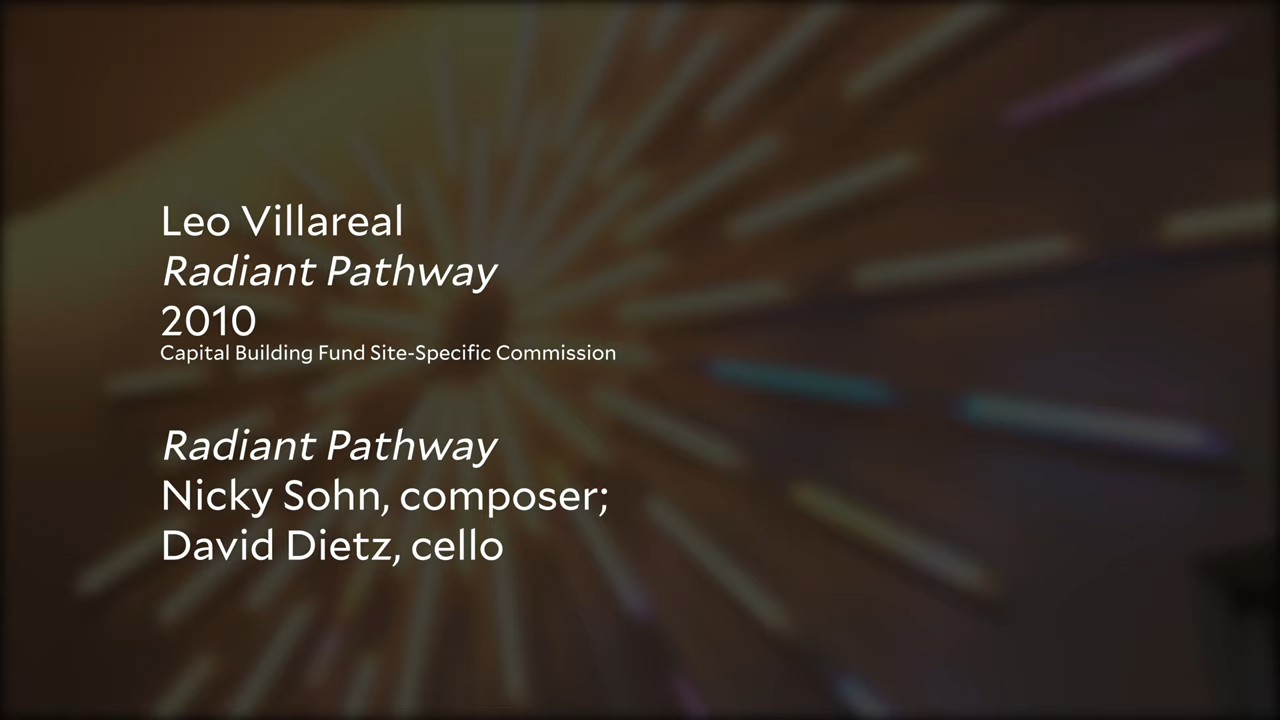 Leo Villareal
Radiant Pathway
2010
Capital Building Fund Site-Specific Commission
Radiant Pathway
Nicky Sohn, composer;
David Dietz, cello